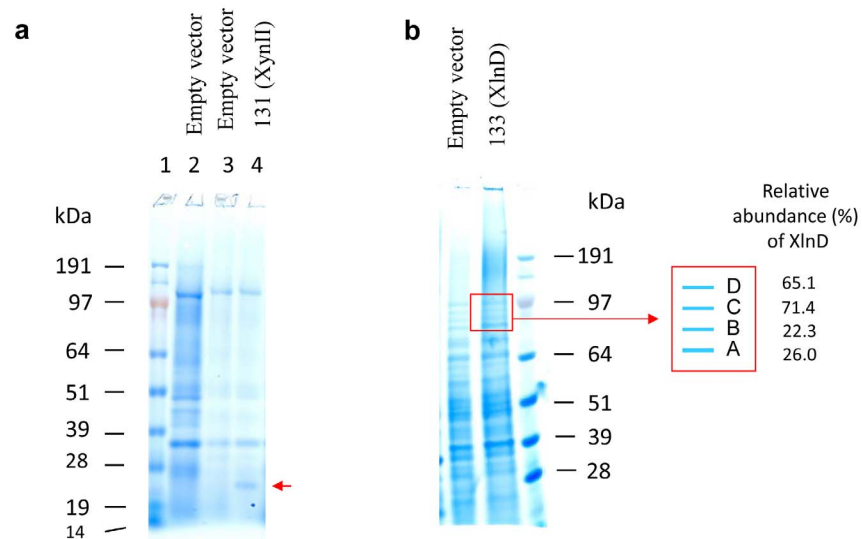 a
Empty vector
Empty vector
131 (XynII)
1 2 3 4
kDa
191
97
64
51
39
28
19
14
b
Empty vector
133 (XlnD)
kDa
191
97
64
51
39
28
Relative
abundance (%)
of XlnD
D 65.1
C 71.4
B 22.3
A 26.0